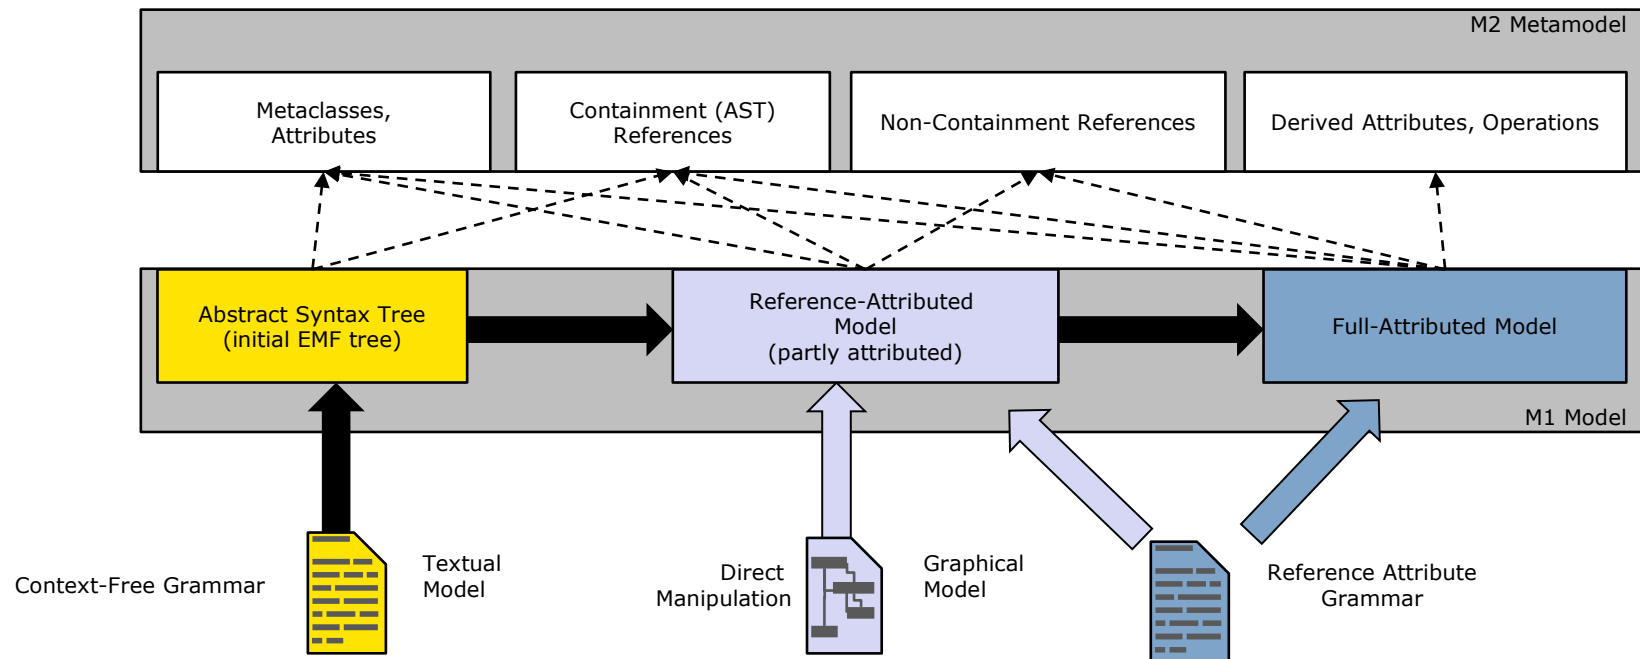 M2 Metamodel
Metaclasses,
Attributes
Containment (AST)
References
Non-Containment References
Derived Attributes, Operations
Abstract Syntax Tree
(initial EMF tree)
Reference-Attributed
Model
(partly attributed)
Full-Attributed Model
M1 Model
Context-Free Grammar
Textual
Model
Direct
Manipulation
Graphical
Model
Reference Attribute
Grammar